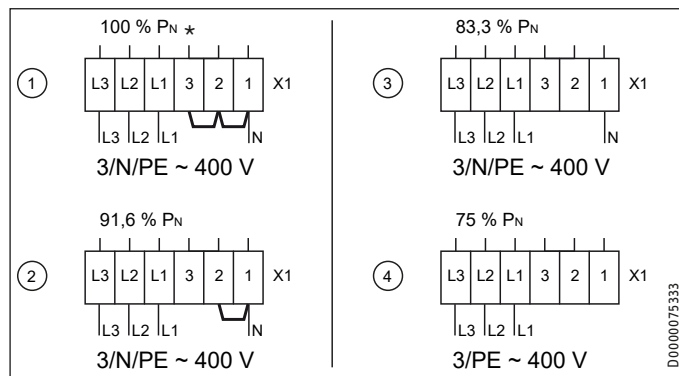 100 % PN *
1
L3 L2 L1 3 2 1 X1
L3 L2 L1 N
3/N/PE ~ 400 V
91,6 % PN
2
L3 L2 L1 3 2 1 X1
L3 L2 L1 N
3/N/PE ~ 400 V
83,3 % PN
3
L3 L2 L1 3 2 1 X1
L3 L2 L1 N
3/N/PE ~ 400 V
75 % PN
4
L3 L2 L1 3 2 1 X1
L3 L2 L1
3/PE ~ 400 V
D0000075333